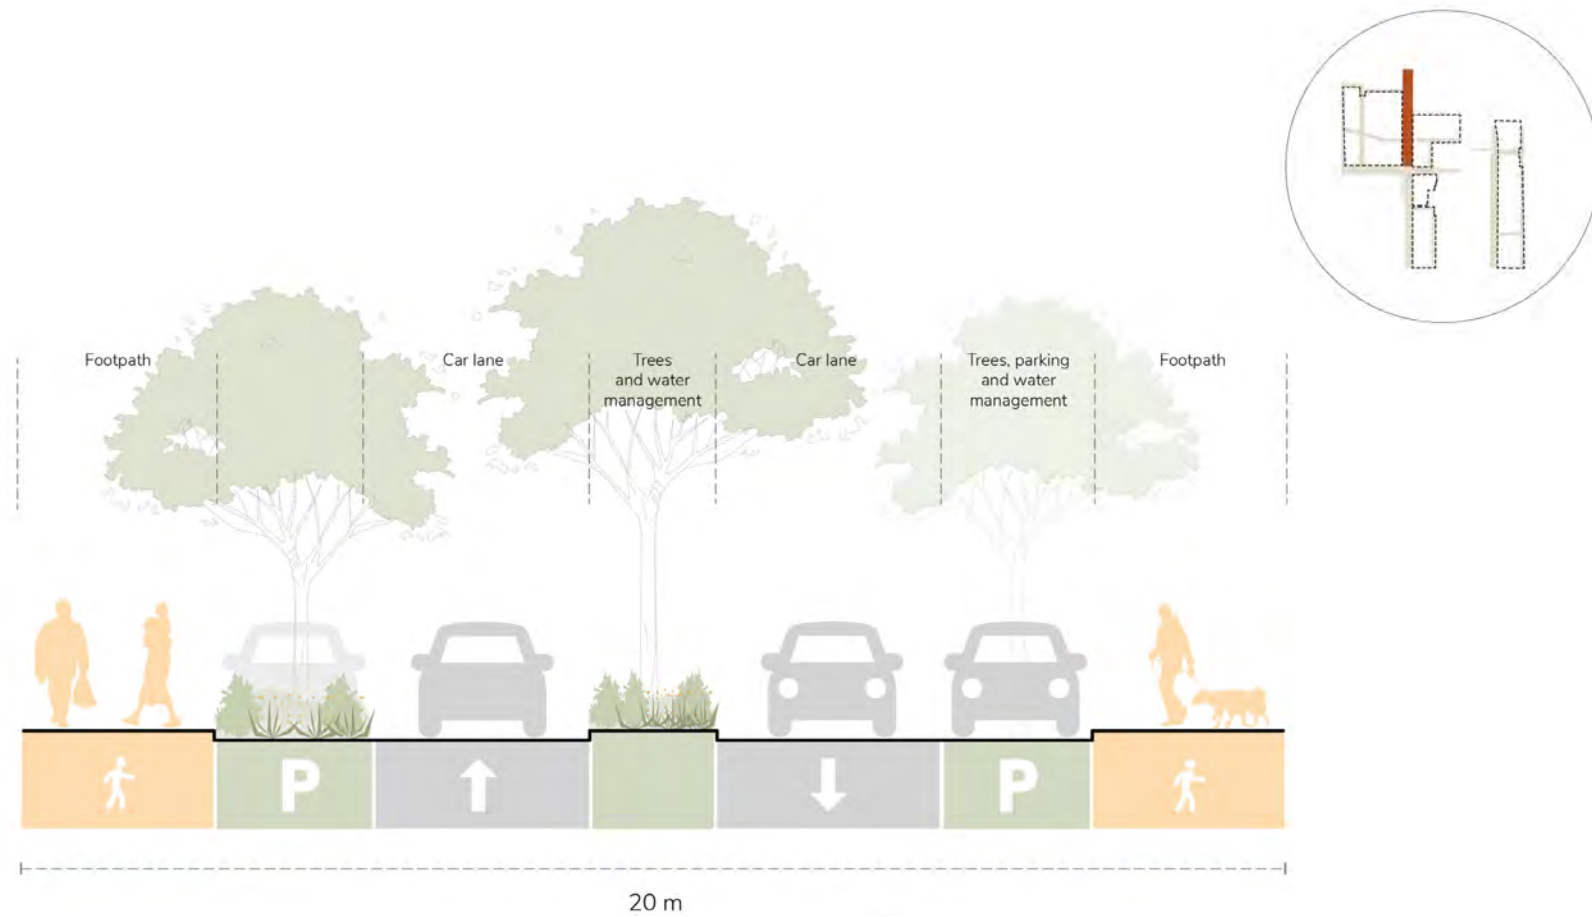 Footpath
Car lane
Trees
and water
management
Car lane
Trees, parking
and water
management
Footpath
P
P
20 m